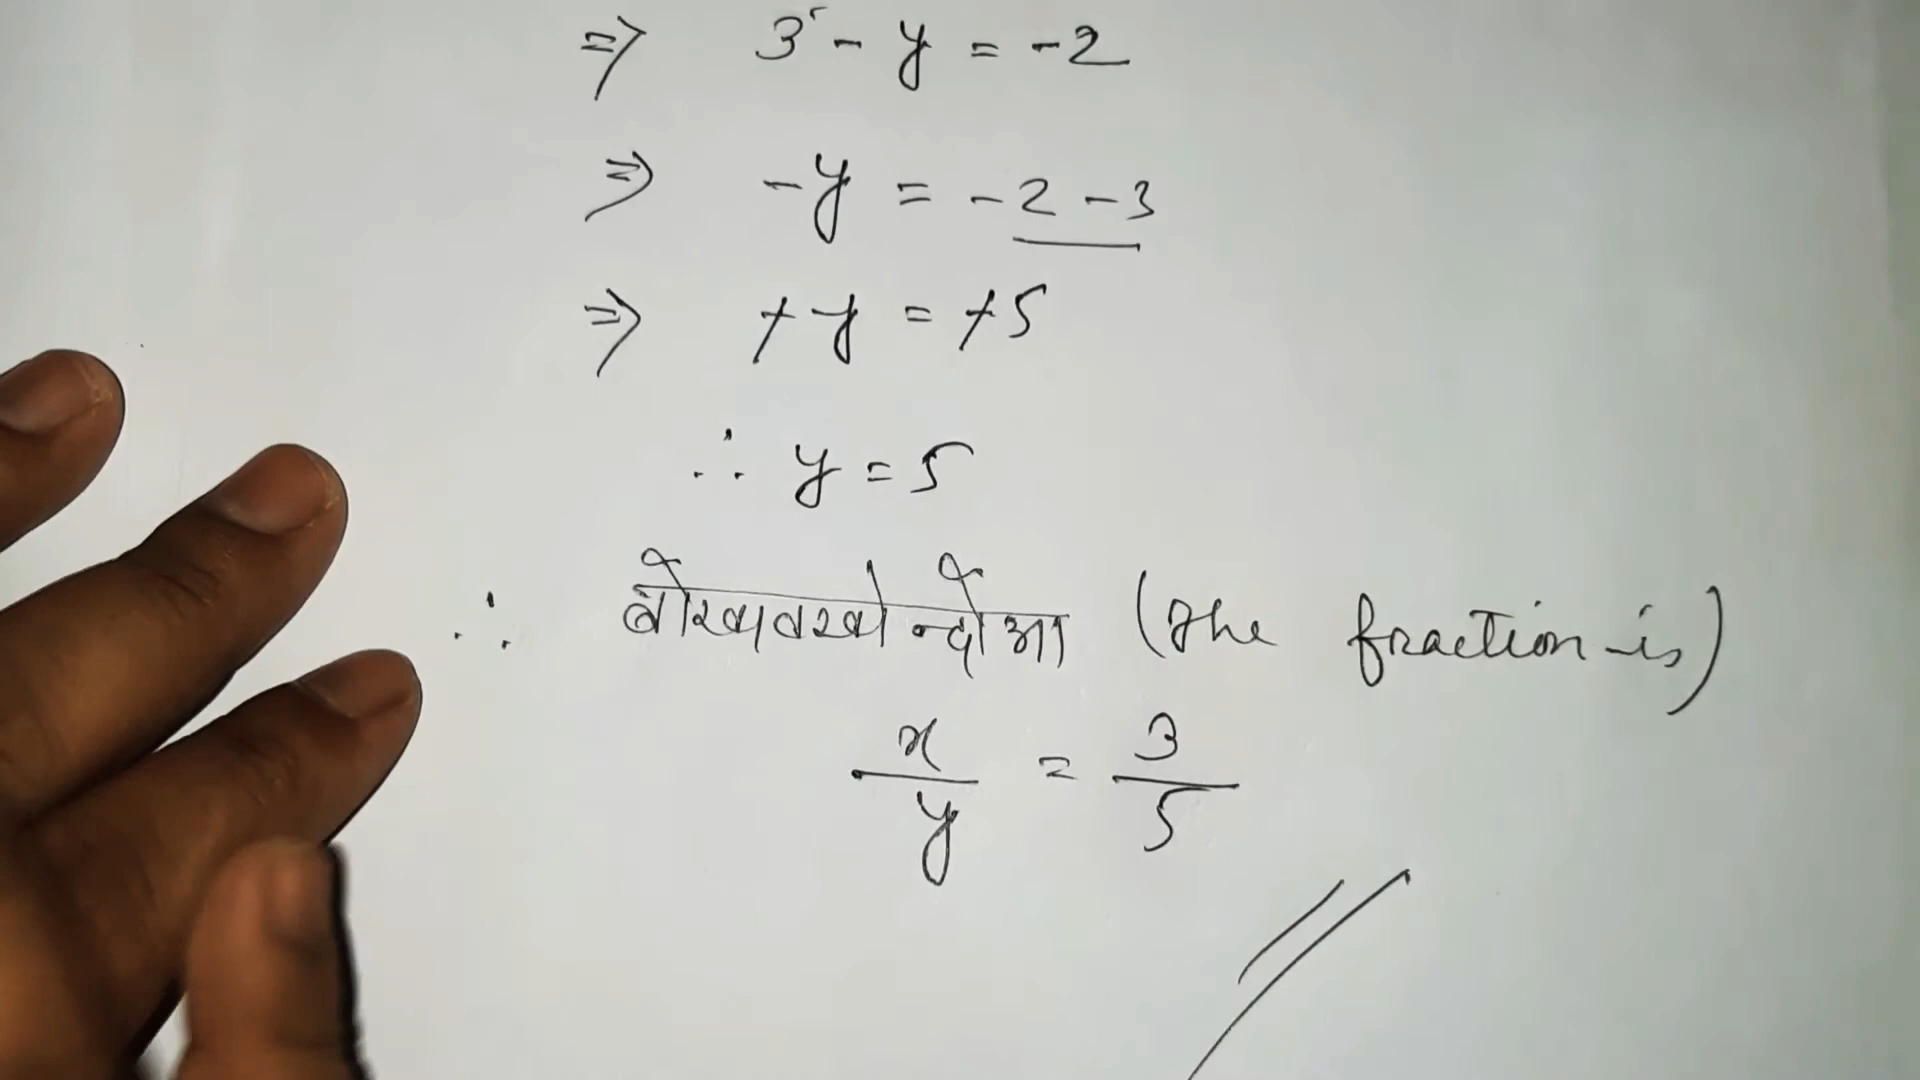 ⇒ 3 - y = -2
⇒ -y = -2 -3
⇒ +y = +5
∴ y = 5
∴ (The fraction is)
x/y = 3/5